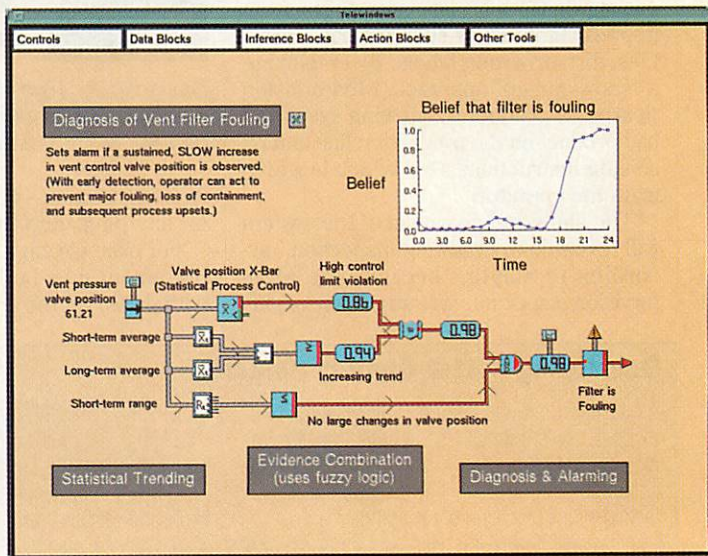 Telewindows
Controls
Data Blocks
Inference Blocks
Action Blocks
Other Tools
Diagnosis of Vent Filter Fouling
Sets alarm if a sustained, SLOW increase
in vent control valve position is observed.
(With early detection, operator can act to
prevent major fouling, loss of containment,
and subsequent process upsets.)
Belief that filter is fouling
Belief
1.0
0.8
0.6
0.4
0.2
0.0
0.0 3.0 6.0 9.0 12 15 18 21 24
Time
Vent pressure
valve position
61.21
Valve position X-Bar
(Statistical Process Control)
High control
limit violation
0.86
0.98
Short-term average
Long-term average
0.94
Increasing trend
0.98
Filter is
Fouling
Short-term range
No large changes in valve position
Statistical Trending
Evidence Combination
(uses fuzzy logic)
Diagnosis & Alarming